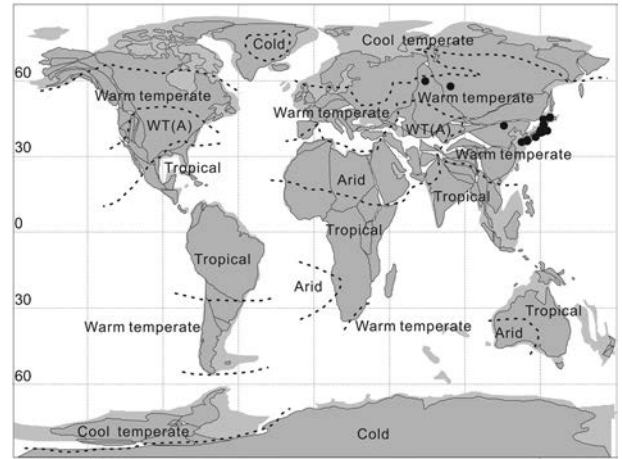 Cold
Cool temperate
60
Warm temperate
Warm temperate
Warm temperate
WT(A)
WT(A)
30
Warm temperate
Tropical
Arid
Tropical
0
Tropical
Tropical
Arid
30
Tropical
Warm temperate
Warm temperate
Arid
60
Cool temperate
Cold